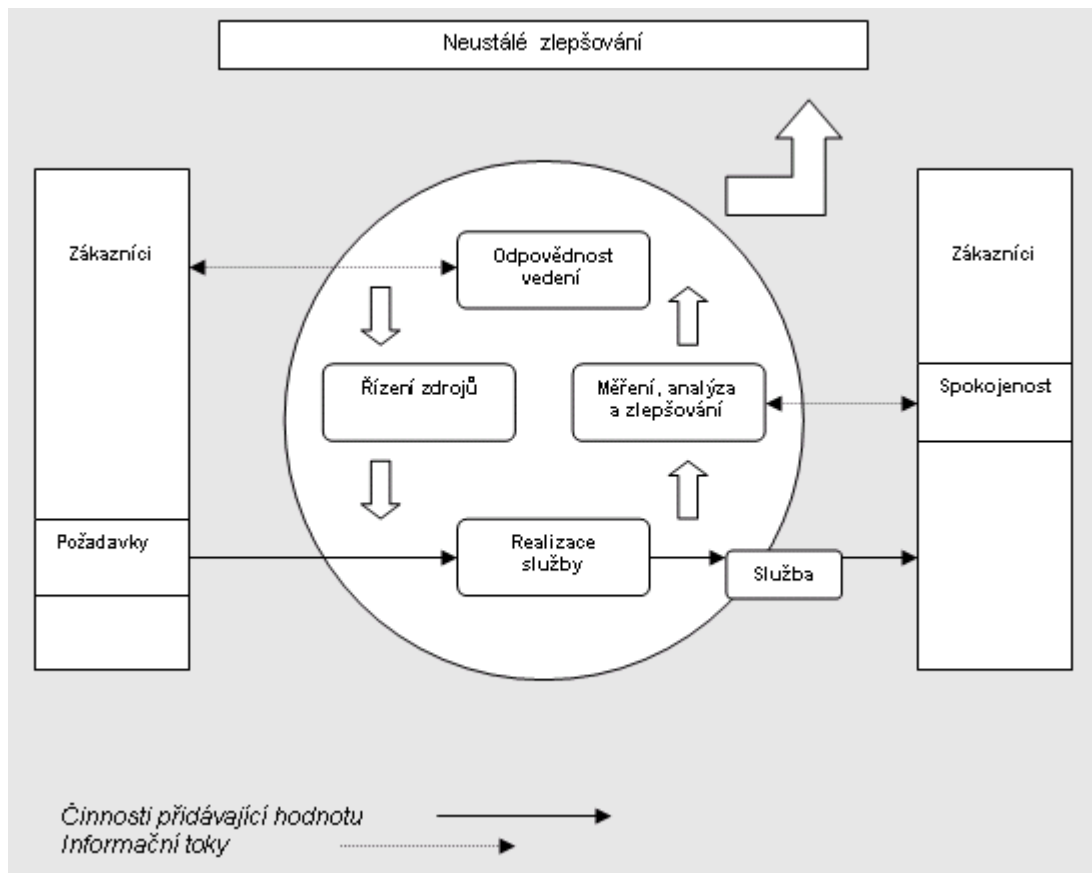 Neustálé zlepšování
Zákazníci
Odpovědnost
vedení
Zákazníci
Řízení zdrojů
Měření, analýza
a zlepšování
Spokojenost
Požadavky
Realizace
služby
Služba
Činnosti přidávající hodnotu
Informační toky